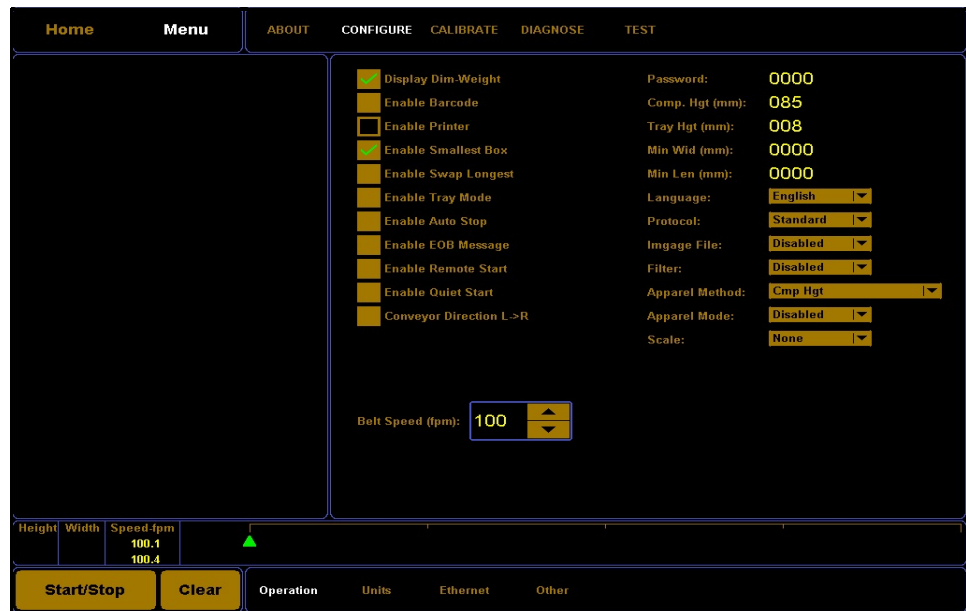 Home Menu ABOUT CONFIGURE CALIBRATE DIAGNOSE TEST
Display Dim-Weight Password: 0000
Enable Barcode Comp. Hgt (mm): 085
Enable Printer Tray Hgt (mm): 008
Enable Smallest Box Min Wid (mm): 0000
Enable Swap Longest Min Len (mm): 0000
Enable Tray Mode Language: English
Enable Auto Stop Protocol: Standard
Enable EOB Message Imgage File: Disabled
Enable Remote Start Filter: Disabled
Enable Quiet Start Apparel Method: Cmp Hgt
Conveyor Direction L->R Apparel Mode: Disabled
Scale: None
Belt Speed (fpm): 100
Height Width Speed-fpm
100.1
100.4
Start/Stop Clear Operation Units Ethernet Other